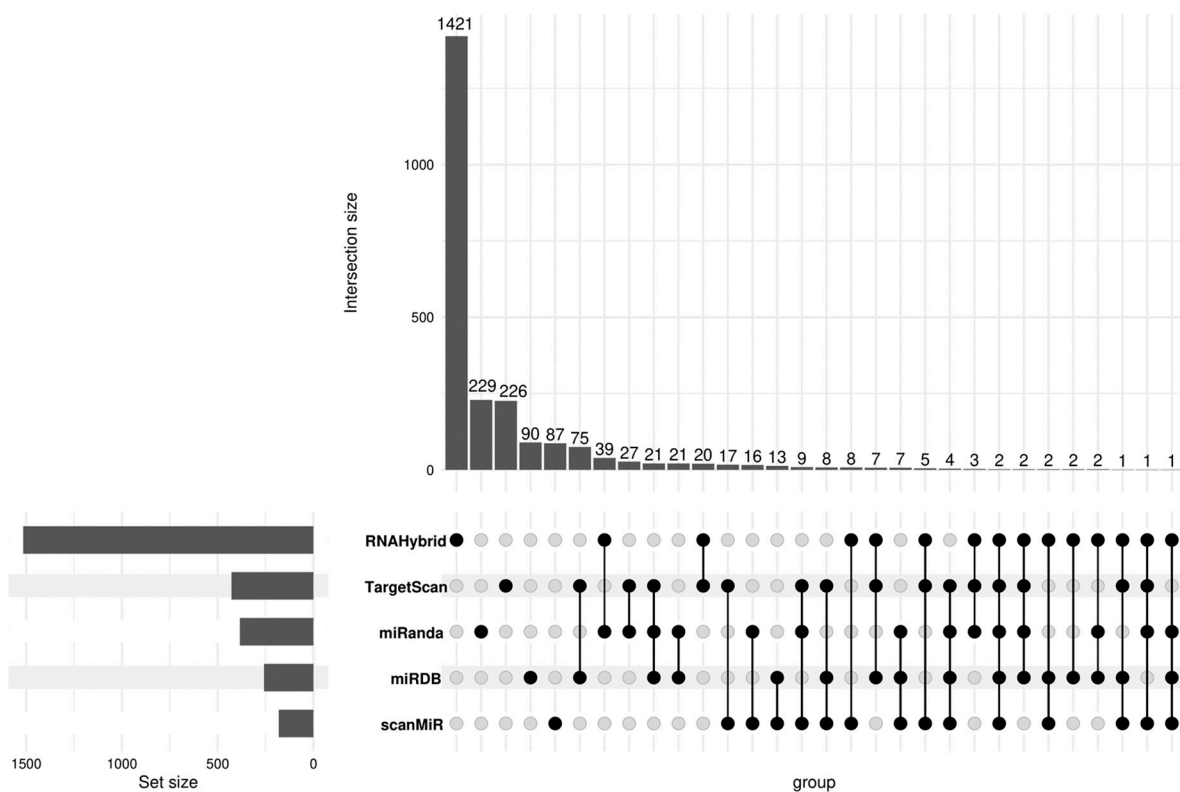 1421
1000
500
0
Intersection size
229 226
90 87 75
39 27 21 21 20 17 16 13 9 8 8 7 7 5 4 3 2 2 2 2 2 1 1 1
RNAHybrid
TargetScan
miRanda
miRDB
scanMiR
1500 1000 500 0
Set size
group